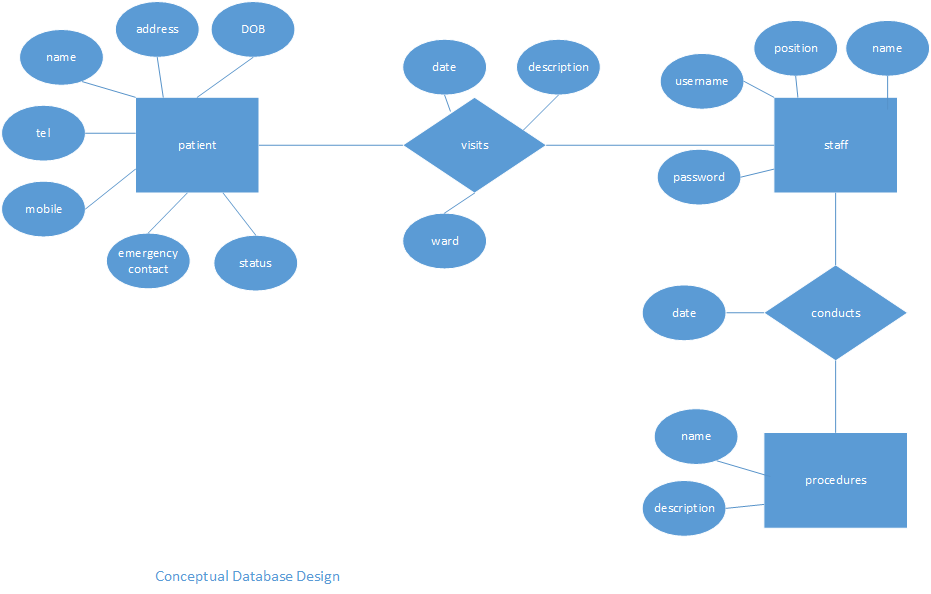 address
DOB
name
tel
mobile
patient
emergency
contact
status
date
description
visits
ward
username
position
name
password
staff
date
conducts
name
description
procedures
Conceptual Database Design